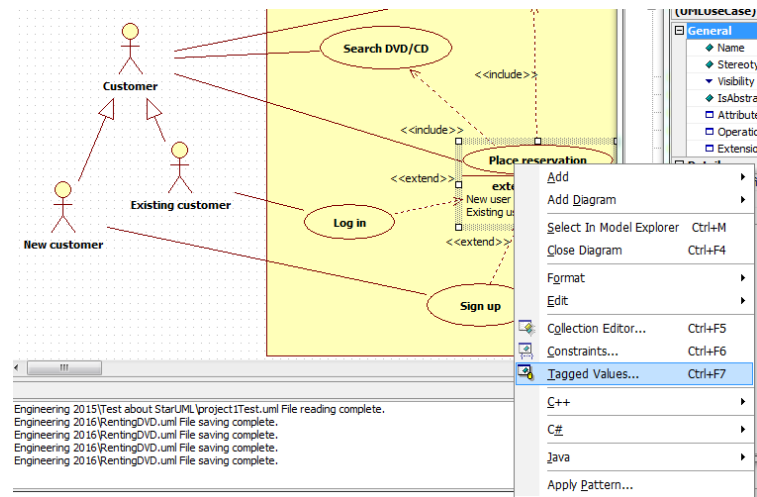 (UMLUseCase)
General
Name
Stereoty
Visibility
IsAbstra
Attribute
Operatio
Extensio
Search DVD/CD
<<include>>
Customer
<<include>>
Place reservation
<<extend>>
exte
New user
Existing us
Existing customer
Log in
<<extend>>
New customer
Sign up
Add
Add Diagram
Select In Model Explorer Ctrl+M
Close Diagram Ctrl+F4
Format
Edit
Collection Editor... Ctrl+F5
Constraints... Ctrl+F6
Tagged Values... Ctrl+F7
C++
C#
Java
Apply Pattern...
Engineering 2015\Test about StarUML\project1Test.uml File reading complete.
Engineering 2016\RentingDVD.uml File saving complete.
Engineering 2016\RentingDVD.uml File saving complete.
Engineering 2016\RentingDVD.uml File saving complete.
Engineering 2016\RentingDVD.uml File saving complete.